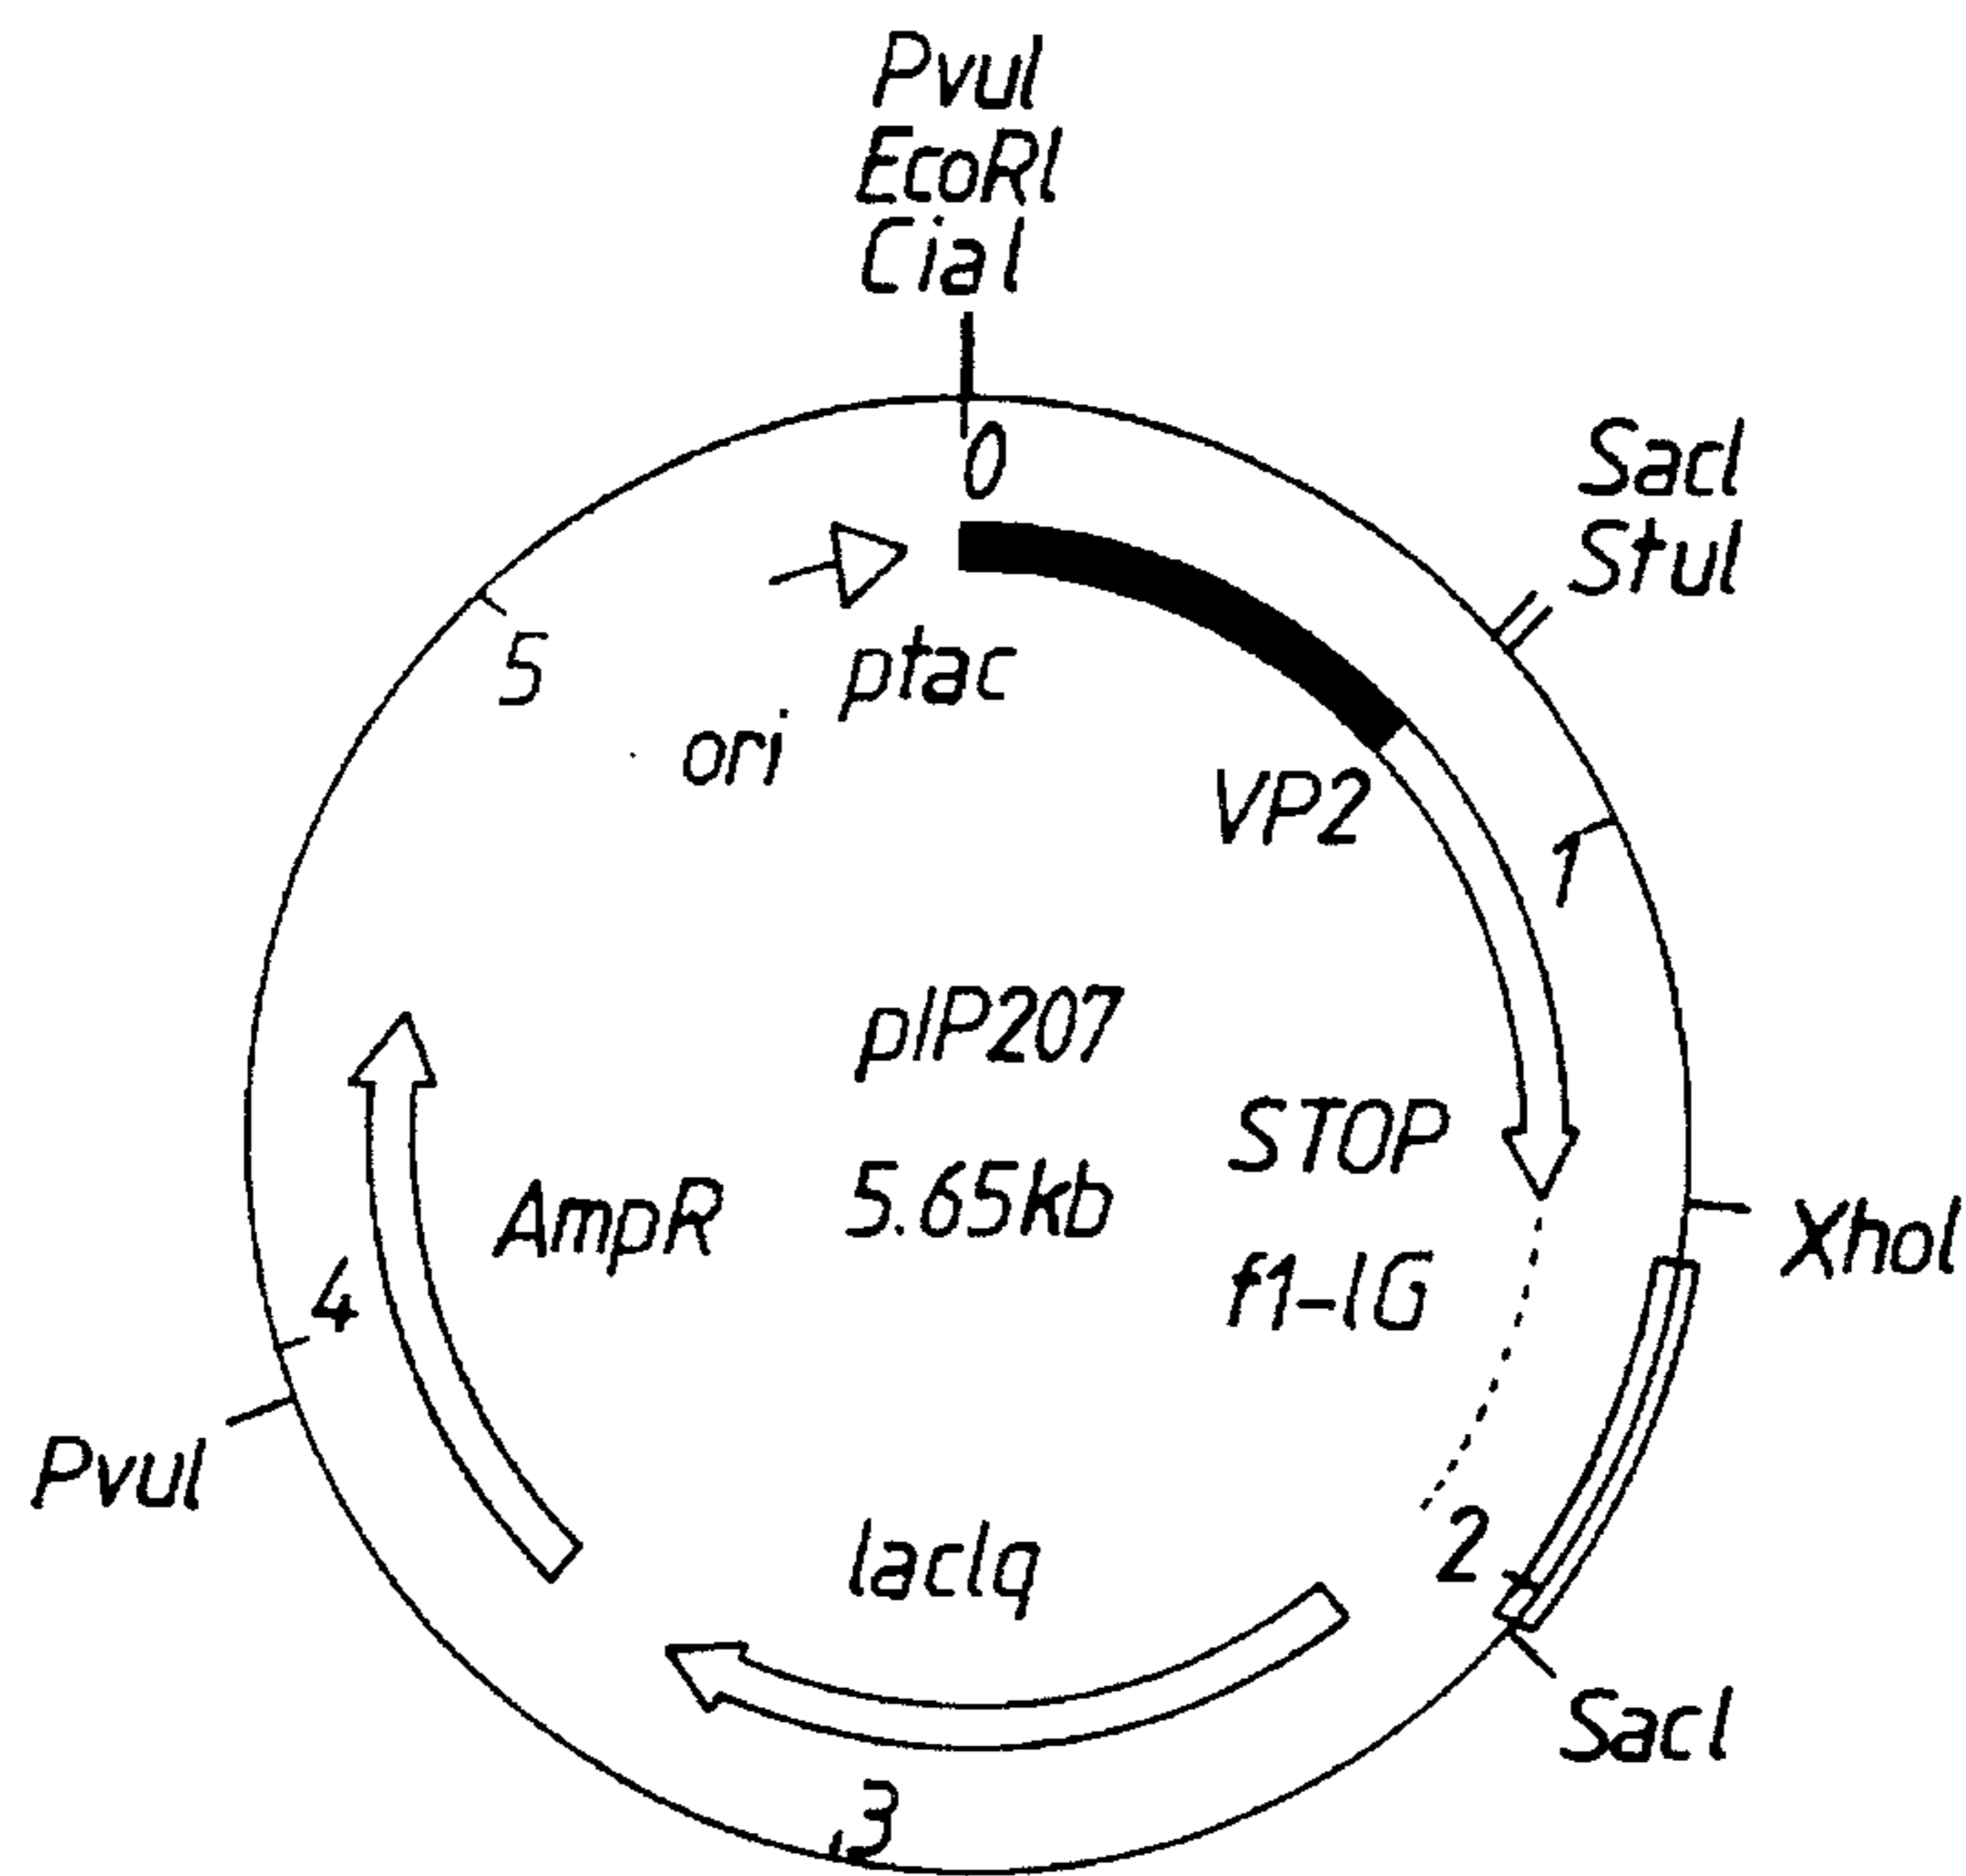 PvuI
EcoRI
CiaI
0
SacI
StuI
5
ptac
ori
VP2
1
pIP207
5.65kb
STOP
f1-IG
AmpR
XhoI
4
PvuI
lacIq
2
SacI
3